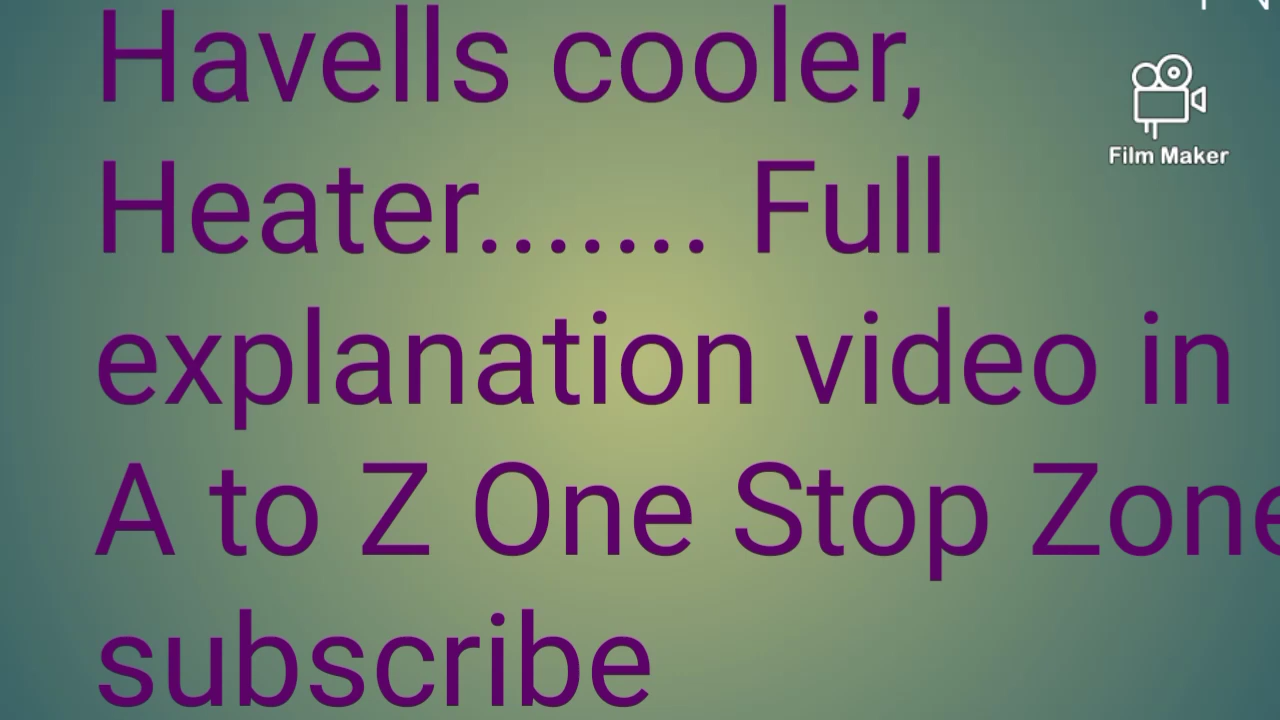 Havells cooler,
Film Maker
Heater....... Full
explanation video in
A to Z One Stop Zone
subscribe